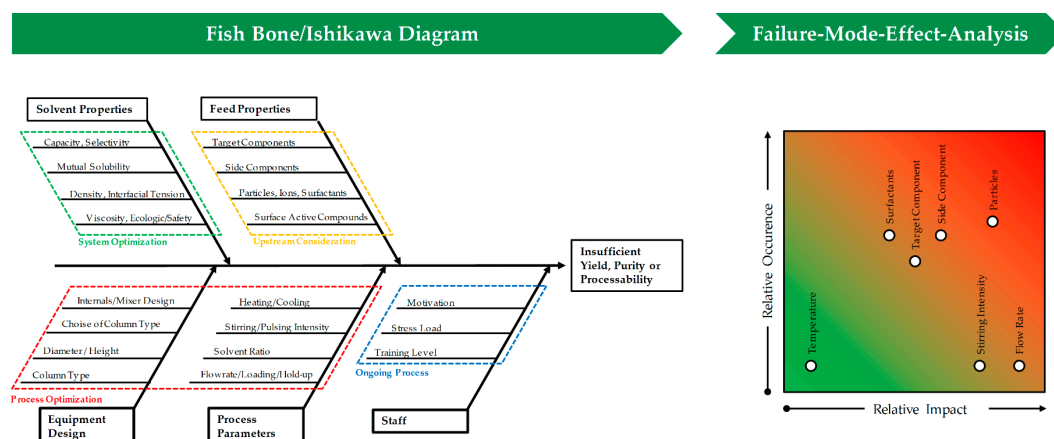 Fish Bone/Ishikawa Diagram
Failure-Mode-Effect-Analysis
Solvent Properties
Feed Properties
Capacity, Selectivity
Mutual Solubility
Density, Interfacial Tension
Viscosity, Ecologic/Safety
System Optimization
Target Components
Side Components
Particles, Ions, Surfactants
Surface Active Compounds
Upstream Consideration
Insufficient
Yield, Purity or
Processability
Internals/Mixer Design
Choise of Column Type
Diameter / Height
Column Type
Process Optimization
Heating/Cooling
Stirring/Pulsing Intensity
Solvent Ratio
Flowrate/Loading/Hold-up
Motivation
Stress Load
Training Level
Ongoing Process
Equipment
Design
Process
Parameters
Staff
Relative Occurence
Temperature
Surfactants
Target Component
Side Component
Particles
Stirring Intensity
Flow Rate
Relative Impact